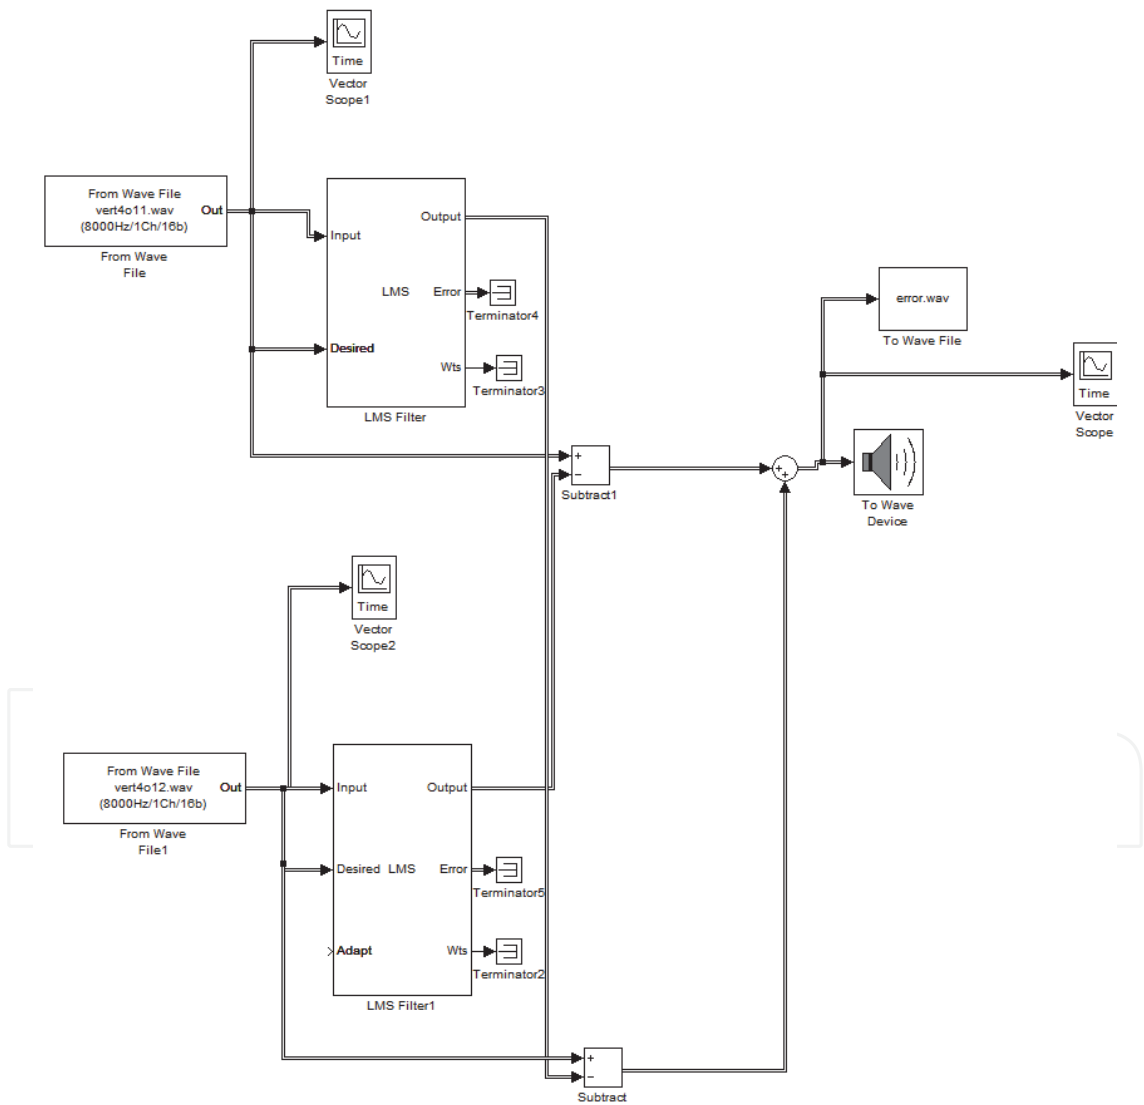 Time
Vector
Scope1
From Wave File
vert4o11.wav
(8000Hz/1Ch/16b)
Out
From Wave
File
Input
Output
LMS
Error
Desired
Wts
LMS Filter
Terminator4
Terminator3
error.wav
To Wave File
Time
Vector
Scope
+
−
Subtract1
+
+
To Wave
Device
Time
Vector
Scope2
From Wave File
vert4o12.wav
(8000Hz/1Ch/16b)
Out
From Wave
File1
Input
Output
Desired
LMS
Error
Adapt
Wts
LMS Filter1
Terminator5
Terminator2
+
−
Subtract